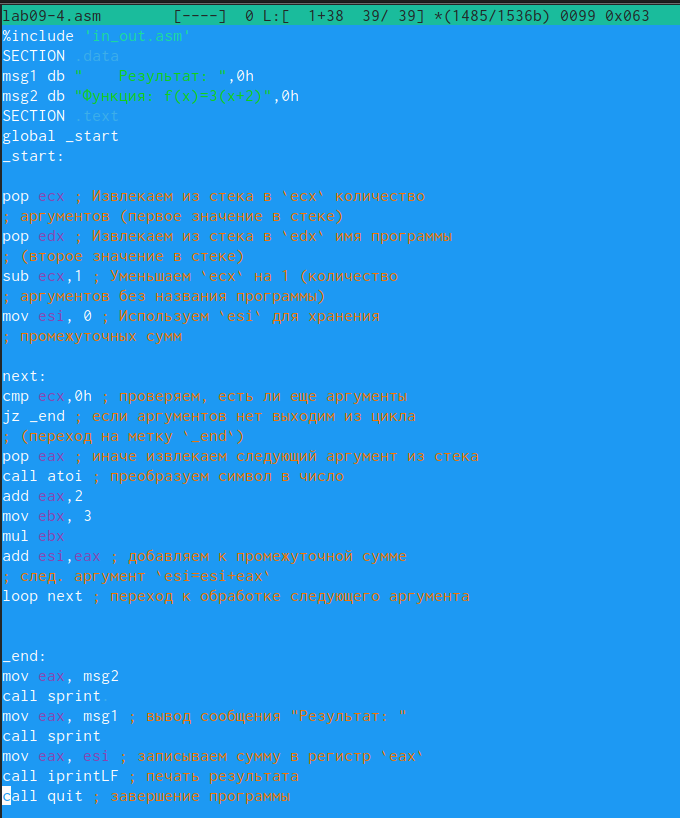 lab09-4.asm [----] 0 L:[ 1+38 39/ 39] *(1485/1536b) 0099 0x063
%include 'in_out.asm'
SECTION .data
msg1 db "    Результат: ",0h
msg2 db "Функция: f(x)=3(x+2)",0h
SECTION .text
global _start
_start:
pop ecx ; Извлекаем из стека в `ecx` количество
; аргументов (первое значение в стеке)
pop edx ; Извлекаем из стека в `edx` имя программы
; (второе значение в стеке)
sub ecx,1 ; Уменьшаем `ecx` на 1 (количество
; аргументов без названия программы)
mov esi, 0 ; Используем `esi` для хранения
; промежуточных сумм
next:
cmp ecx,0h ; проверяем, есть ли еще аргументы
jz _end ; если аргументов нет выходим из цикла
; (переход на метку `_end`)
pop eax ; иначе извлекаем следующий аргумент из стека
call atoi ; преобразуем символ в число
add eax,2
mov ebx, 3
mul ebx
add esi,eax ; добавляем к промежуточной сумме
; след. аргумент `esi=esi+eax`
loop next ; переход к обработке следующего аргумента
_end:
mov eax, msg2
call sprint
mov eax, msg1 ; вывод сообщения "Результат: "
call sprint
mov eax, esi ; записываем сумму в регистр `eax`
call iprintLF ; печать результата
call quit ; завершение программы